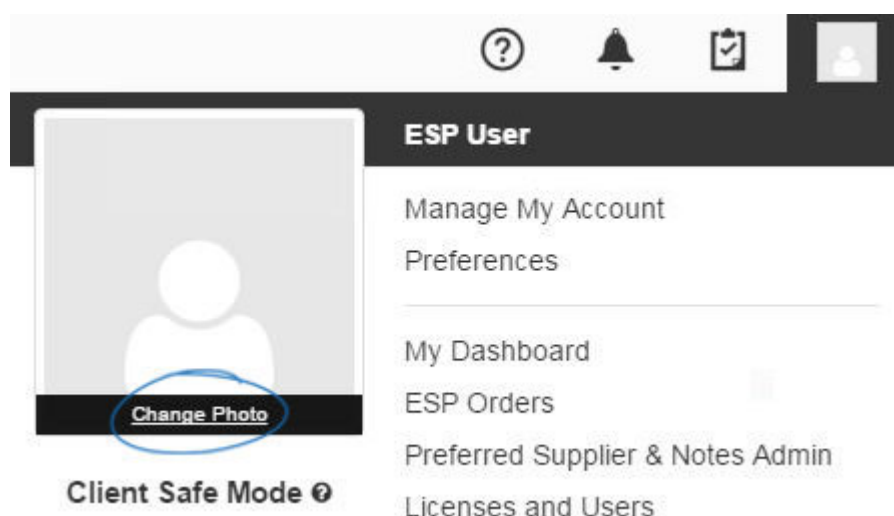 ESP User
Manage My Account
Preferences
My Dashboard
ESP Orders
Preferred Supplier & Notes Admin
Licenses and Users
Change Photo
Client Safe Mode